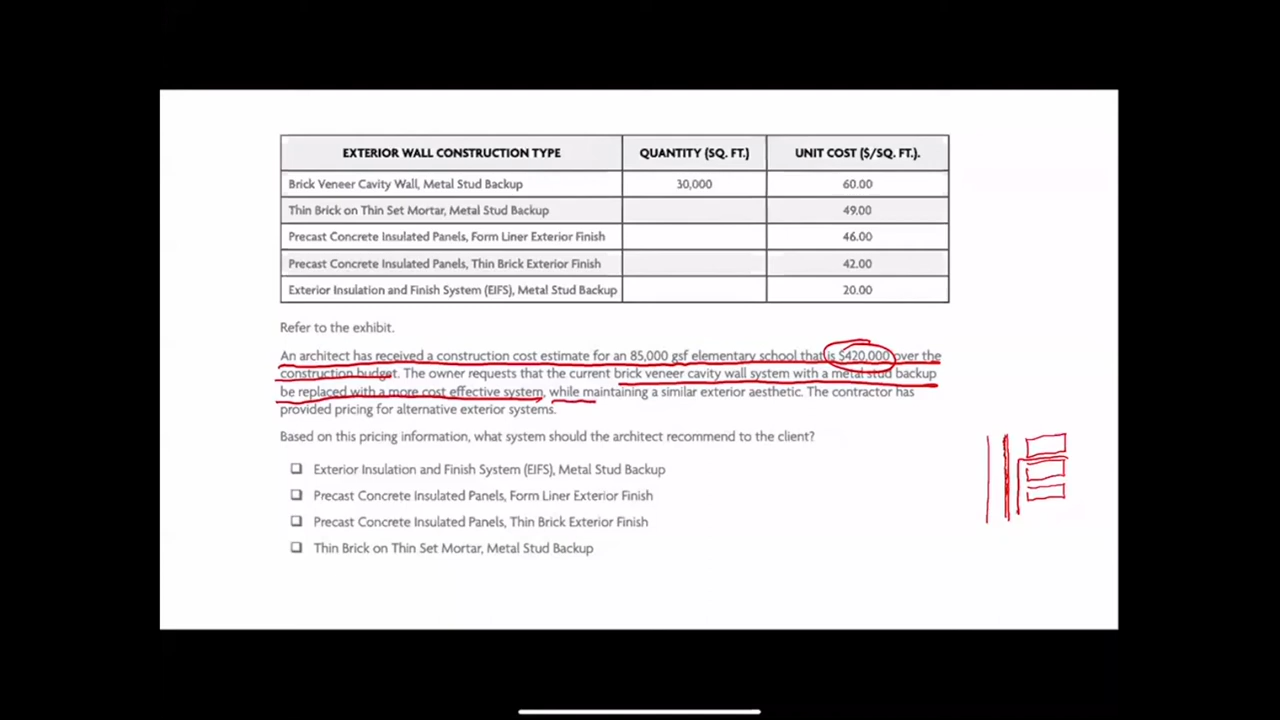 EXTERIOR WALL CONSTRUCTION TYPE QUANTITY (SQ. FT.) UNIT COST ($/SQ. FT.).
Brick Veneer Cavity Wall, Metal Stud Backup 30,000 60.00
Thin Brick on Thin Set Mortar, Metal Stud Backup 49.00
Precast Concrete Insulated Panels, Form Liner Exterior Finish 46.00
Precast Concrete Insulated Panels, Thin Brick Exterior Finish 42.00
Exterior Insulation and Finish System (EIFS), Metal Stud Backup 20.00
Refer to the exhibit.
An architect has received a construction cost estimate for an 85,000 gsf elementary school that is $420,000 over the
construction budget. The owner requests that the current brick veneer cavity wall system with a metal stud backup
be replaced with a more cost effective system, while maintaining a similar exterior aesthetic. The contractor has
provided pricing for alternative exterior systems.
Based on this pricing information, what system should the architect recommend to the client?
Exterior Insulation and Finish System (EIFS), Metal Stud Backup
Precast Concrete Insulated Panels, Form Liner Exterior Finish
Precast Concrete Insulated Panels, Thin Brick Exterior Finish
Thin Brick on Thin Set Mortar, Metal Stud Backup